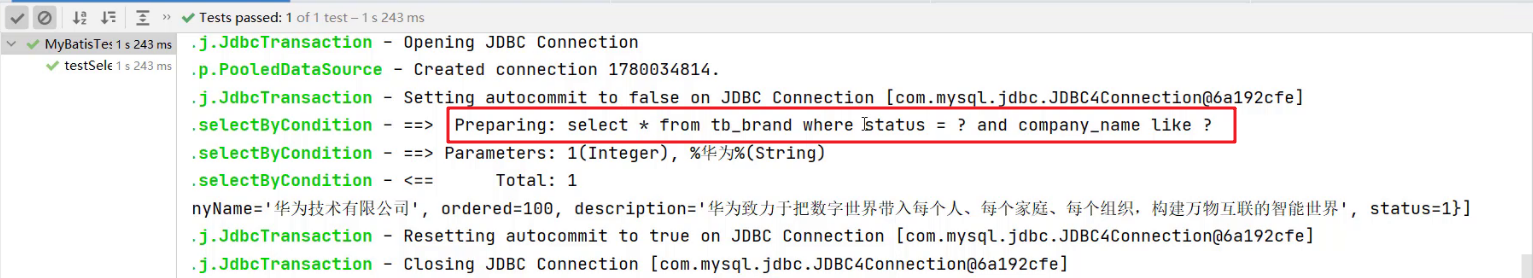 Tests passed: 1 of 1 test – 1 s 243 ms
MyBatisTes 1 s 243 ms
testSele 1 s 243 ms
.j.JdbcTransaction - Opening JDBC Connection
.p.PooledDataSource - Created connection 1780034814.
.j.JdbcTransaction - Setting autocommit to false on JDBC Connection [com.mysql.jdbc.JDBC4Connection@6a192cfe]
.selectByCondition - ==>  Preparing: select * from tb_brand where status = ? and company_name like ?
.selectByCondition - ==> Parameters: 1(Integer), %华为%(String)
.selectByCondition - <==      Total: 1
nyName='华为技术有限公司', ordered=100, description='华为致力于把数字世界带入每个人、每个家庭、每个组织，构建万物互联的智能世界', status=1}]
.j.JdbcTransaction - Resetting autocommit to true on JDBC Connection [com.mysql.jdbc.JDBC4Connection@6a192cfe]
.j.JdbcTransaction - Closing JDBC Connection [com.mysql.jdbc.JDBC4Connection@6a192cfe]